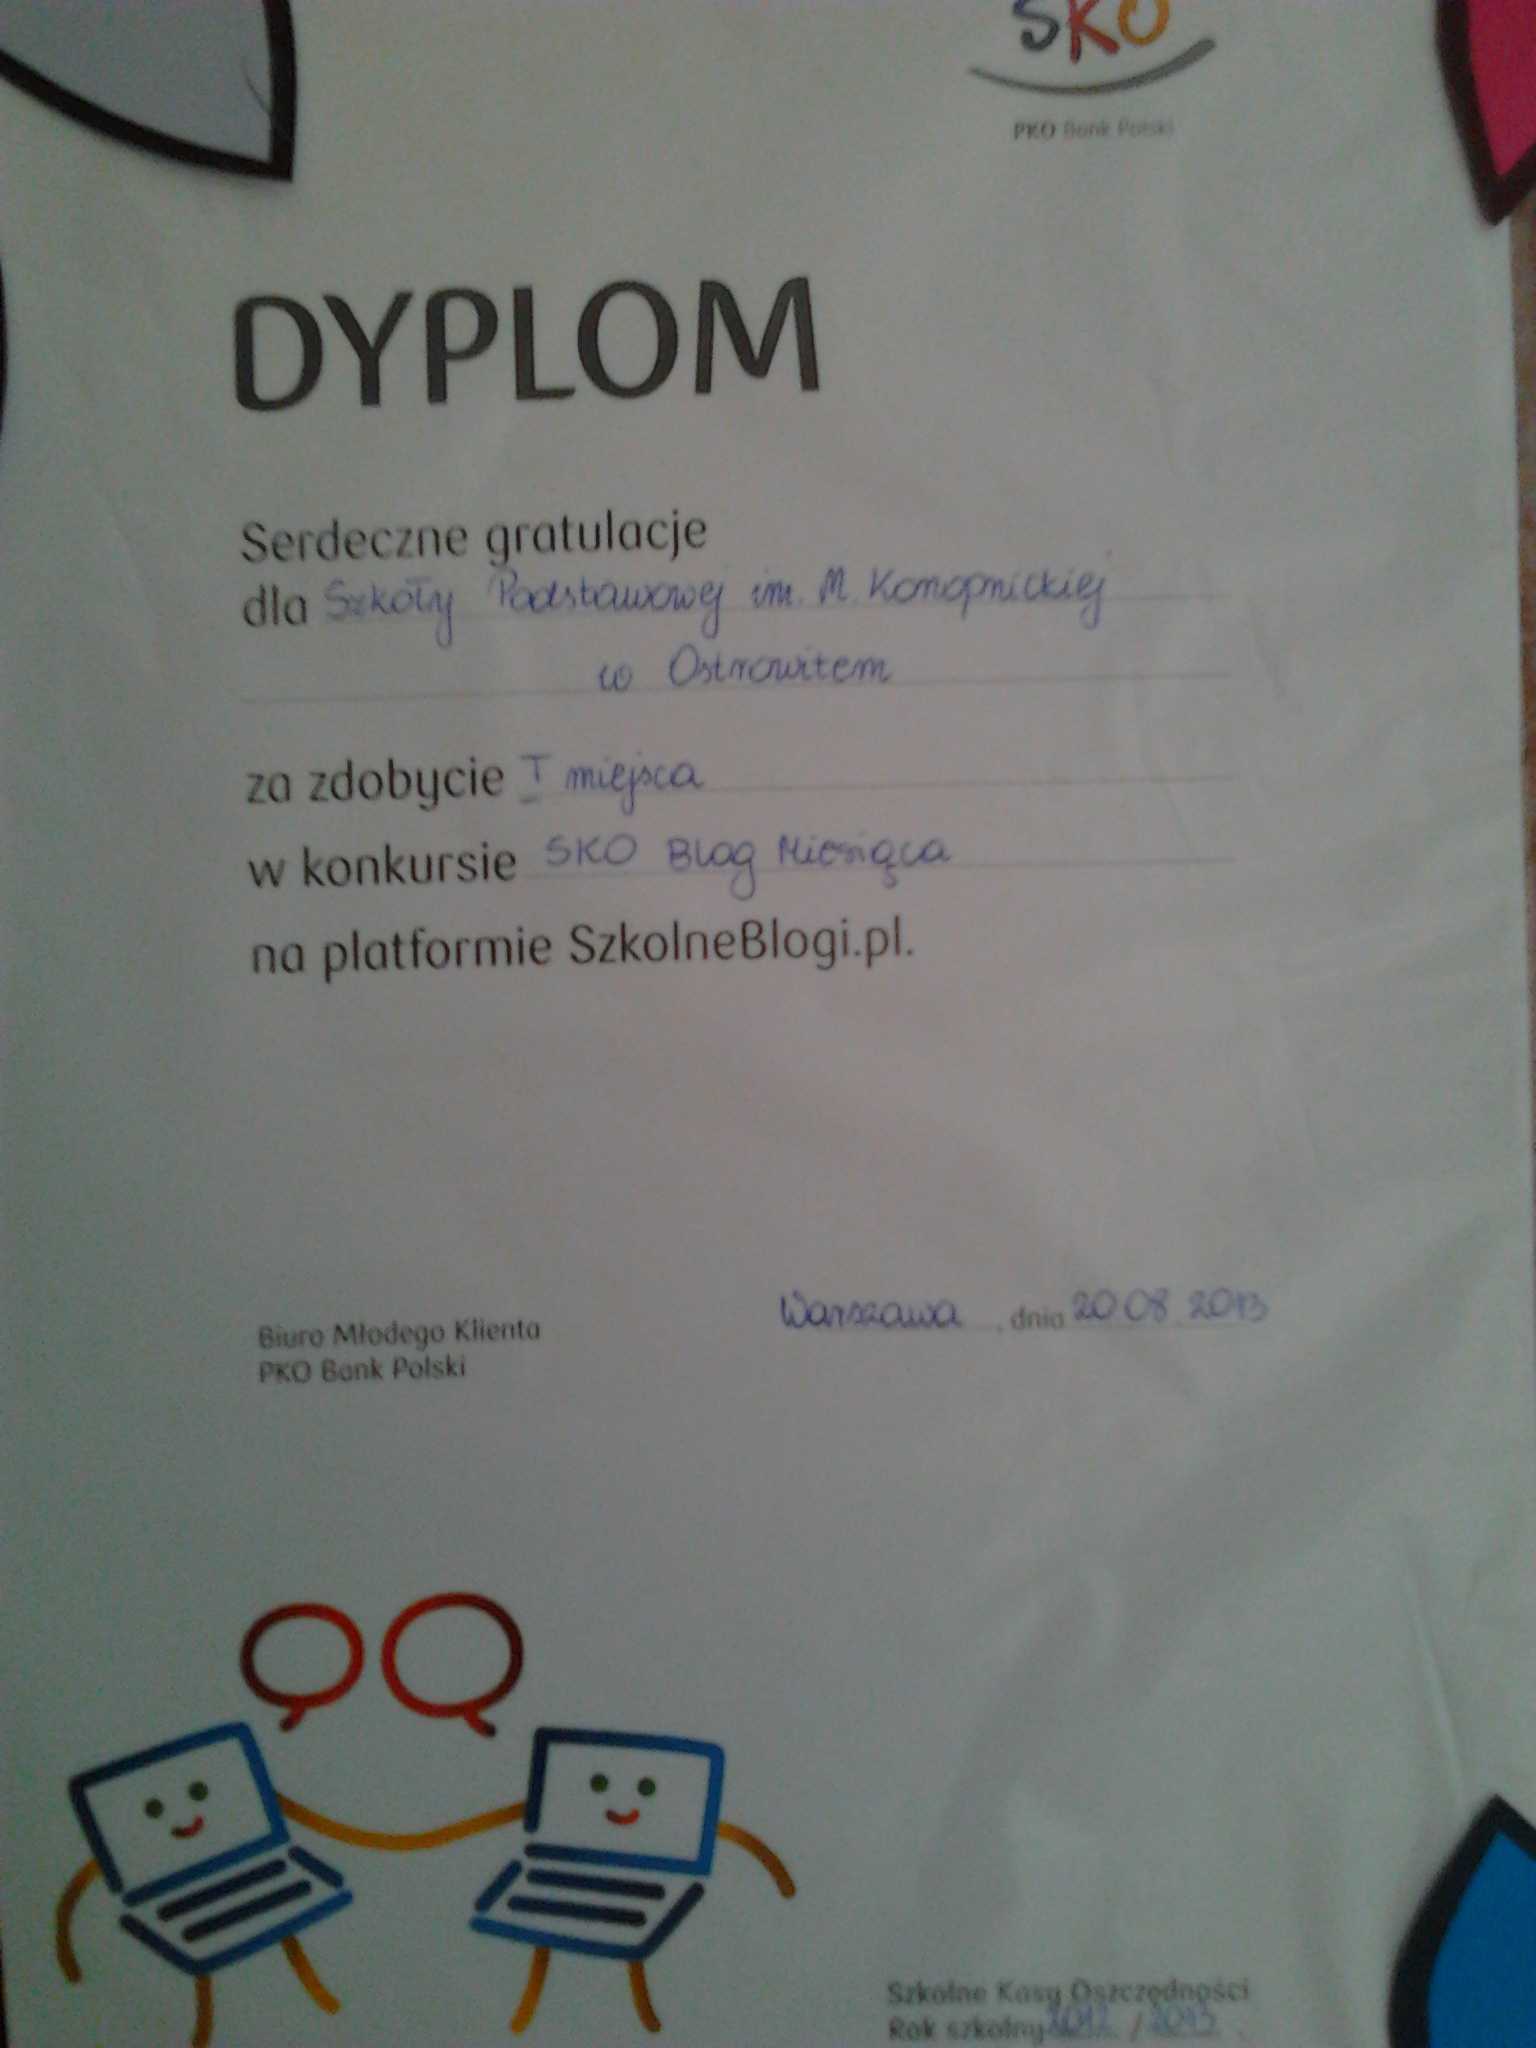 SKO
PKO Bank Polski
DYPLOM
Serdeczne gratulacje
dla Szkoły Podstawowej im. M. Konopnickiej
w Ostrowitem
za zdobycie I miejsca
w konkursie SKO Blog Miesiąca
na platformie SzkolneBlogi.pl.
Warszawa, dnia 20 08 2013
Biuro Młodego Klienta
PKO Bank Polski
Szkolne Kasy Oszczędności
Rok szkolny 2012 / 2013